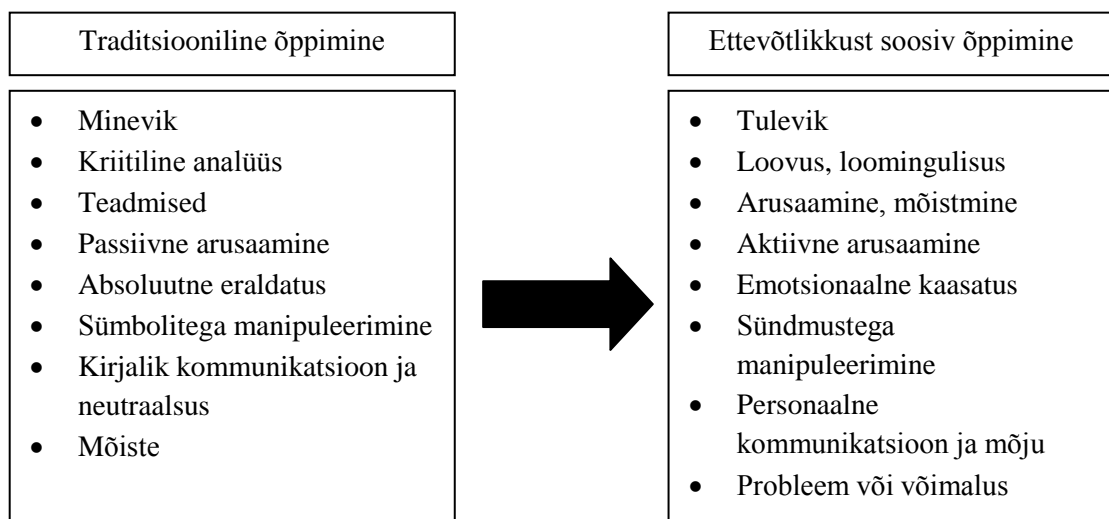 Traditsiooniline õppimine
• Minevik
• Kriitiline analüüs
• Teadmised
• Passiivne arusaamine
• Absoluutne eraldatus
• Sümbolitega manipuleerimine
• Kirjalik kommunikatsioon ja
neutraalsus
• Mõiste
Ettevõtlikkust soosiv õppimine
• Tulevik
• Loovus, loomingulisus
• Arusaamine, mõistmine
• Aktiivne arusaamine
• Emotsionaalne kaasatus
• Sündmustega
manipuleerimine
• Personaalne
kommunikatsioon ja mõju
• Probleem või võimalus